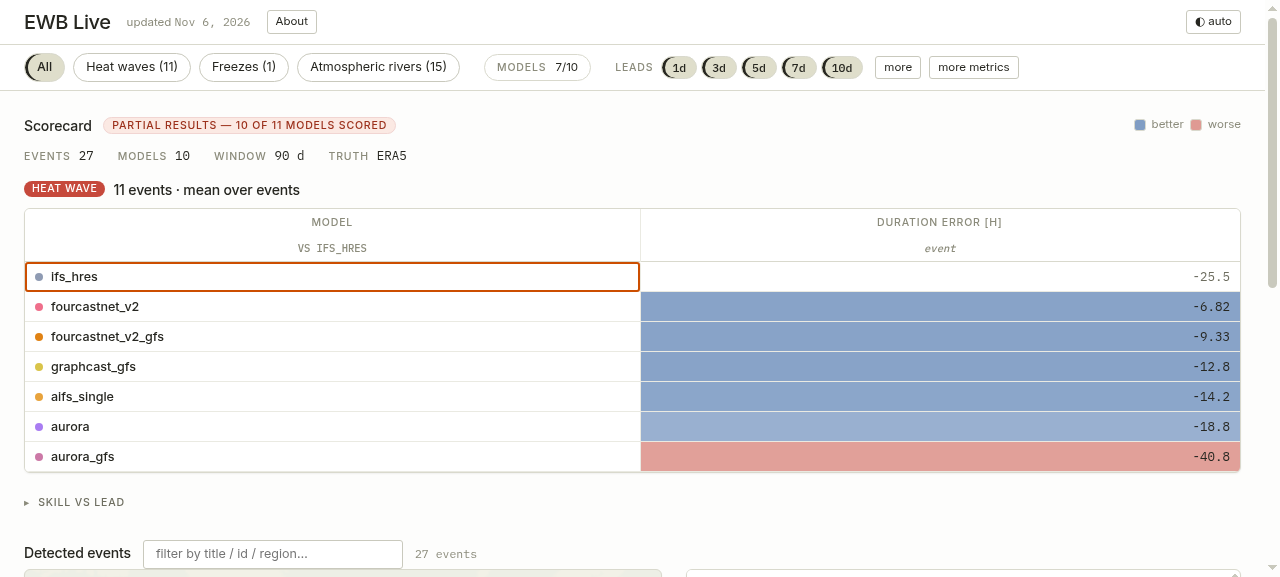 EWB Live updated Nov 6, 2026 About auto
All Heat waves (11) Freezes (1) Atmospheric rivers (15) MODELS 7/10 LEADS 1d 3d 5d 7d 10d more more metrics
Scorecard PARTIAL RESULTS — 10 OF 11 MODELS SCORED better worse
EVENTS 27 MODELS 10 WINDOW 90 d TRUTH ERA5
HEAT WAVE 11 events · mean over events
MODEL DURATION ERROR [H]
VS IFS_HRES event
ifs_hres -25.5
fourcastnet_v2 -6.82
fourcastnet_v2_gfs -9.33
graphcast_gfs -12.8
aifs_single -14.2
aurora -18.8
aurora_gfs -40.8
SKILL VS LEAD
Detected events filter by title / id / region... 27 events